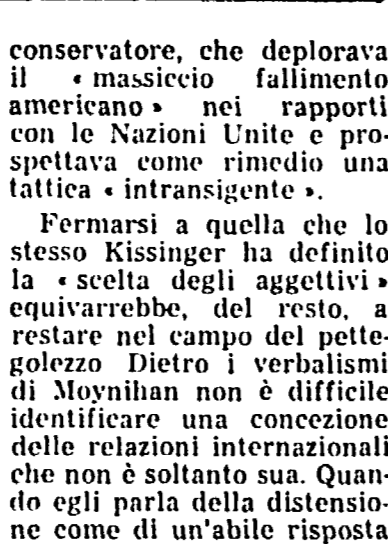 conservatore, che deplorava
il « massiccio fallimento
americano » nei rapporti
con le Nazioni Unite e pro-
spettava come rimedio una
tattica « intransigente ».
Fermarsi a quella che lo
stesso Kissinger ha definito
la « scelta degli aggettivi »
equivarrebbe, del resto, a
restare nel campo del pette-
golezzo Dietro i verbalismi
di Moynihan non è difficile
identificare una concezione
delle relazioni internazionali
che non è soltanto sua. Quan-
do egli parla della distensio-
ne come di un'abile risposta